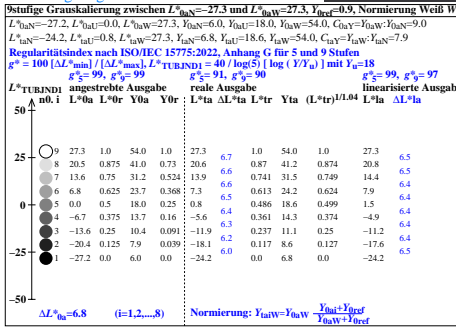 9stufige Graukalierung zwischen L*0aN=−27.3 und L*0aW=27.3, Y0ref=0.9, Normierung Weiß W
L*0aN=−27.2, L*0aU=0.0, L*0aW=27.3, Y0aN=6.0, Y0aU=18.0, Y0aW=54.0, C0aY=Y0aW:Y0aN=9.0
L*taN=−24.2, L*taU=0.8, L*taW=27.3, YtaN=6.8, YtaU=18.6, YtaW=54.0, CtaY=YtaW:YtaN=7.9
Regularitätsindex nach ISO/IEC 15775:2022, Anhang G für 5 und 9 Stufen
g* = 100 [ΔL*min] / [ΔL*max], L*TUBJND1 = 40 / log(5) [ log ( Y/Yu) ] mit Yu=18
g*5= 99, g*9= 99 g*5= 91, g*9= 90 g*5= 99, g*9= 97
L*TUBJND1 angestrebte Ausgabe reale Ausgabe linearisierte Ausgabe
n0. i L*0a L*0r Y0a Y0r L*ta ΔL*ta L*tr Yta (L*tr)1/1.04 L*la ΔL*la
9 27.3 1.0 54.0 1.0 27.3 1.0 54.0 1.0 27.3
6.7 6.5
8 20.5 0.875 41.0 0.73 20.6 0.87 41.2 0.874 20.8
6.6 6.4
7 13.6 0.75 31.2 0.524 13.9 0.741 31.5 0.749 14.4
6.5 6.4
6 6.8 0.625 23.7 0.368 7.3 0.613 24.2 0.624 7.9
6.5 6.4
5 0.0 0.5 18.0 0.25 0.8 0.486 18.6 0.499 1.5
6.4 6.4
4 −6.7 0.375 13.7 0.16 −5.6 0.361 14.3 0.374 −4.9
6.3 6.3
3 −13.6 0.25 10.4 0.091 −11.9 0.237 11.1 0.25 −11.2
6.2 6.4
2 −20.4 0.125 7.9 0.039 −18.1 0.117 8.6 0.127 −17.6
6.0 6.5
1 −27.2 0.0 6.0 0.0 −24.2 0.0 6.8 0.0 −24.2
50
25
0
−25
−50
ΔL*0a=6.8 (i=1,2,...,8) Normierung: YtaiW=Y0aW Y0ai+Y0ref
Y0aW+Y0ref